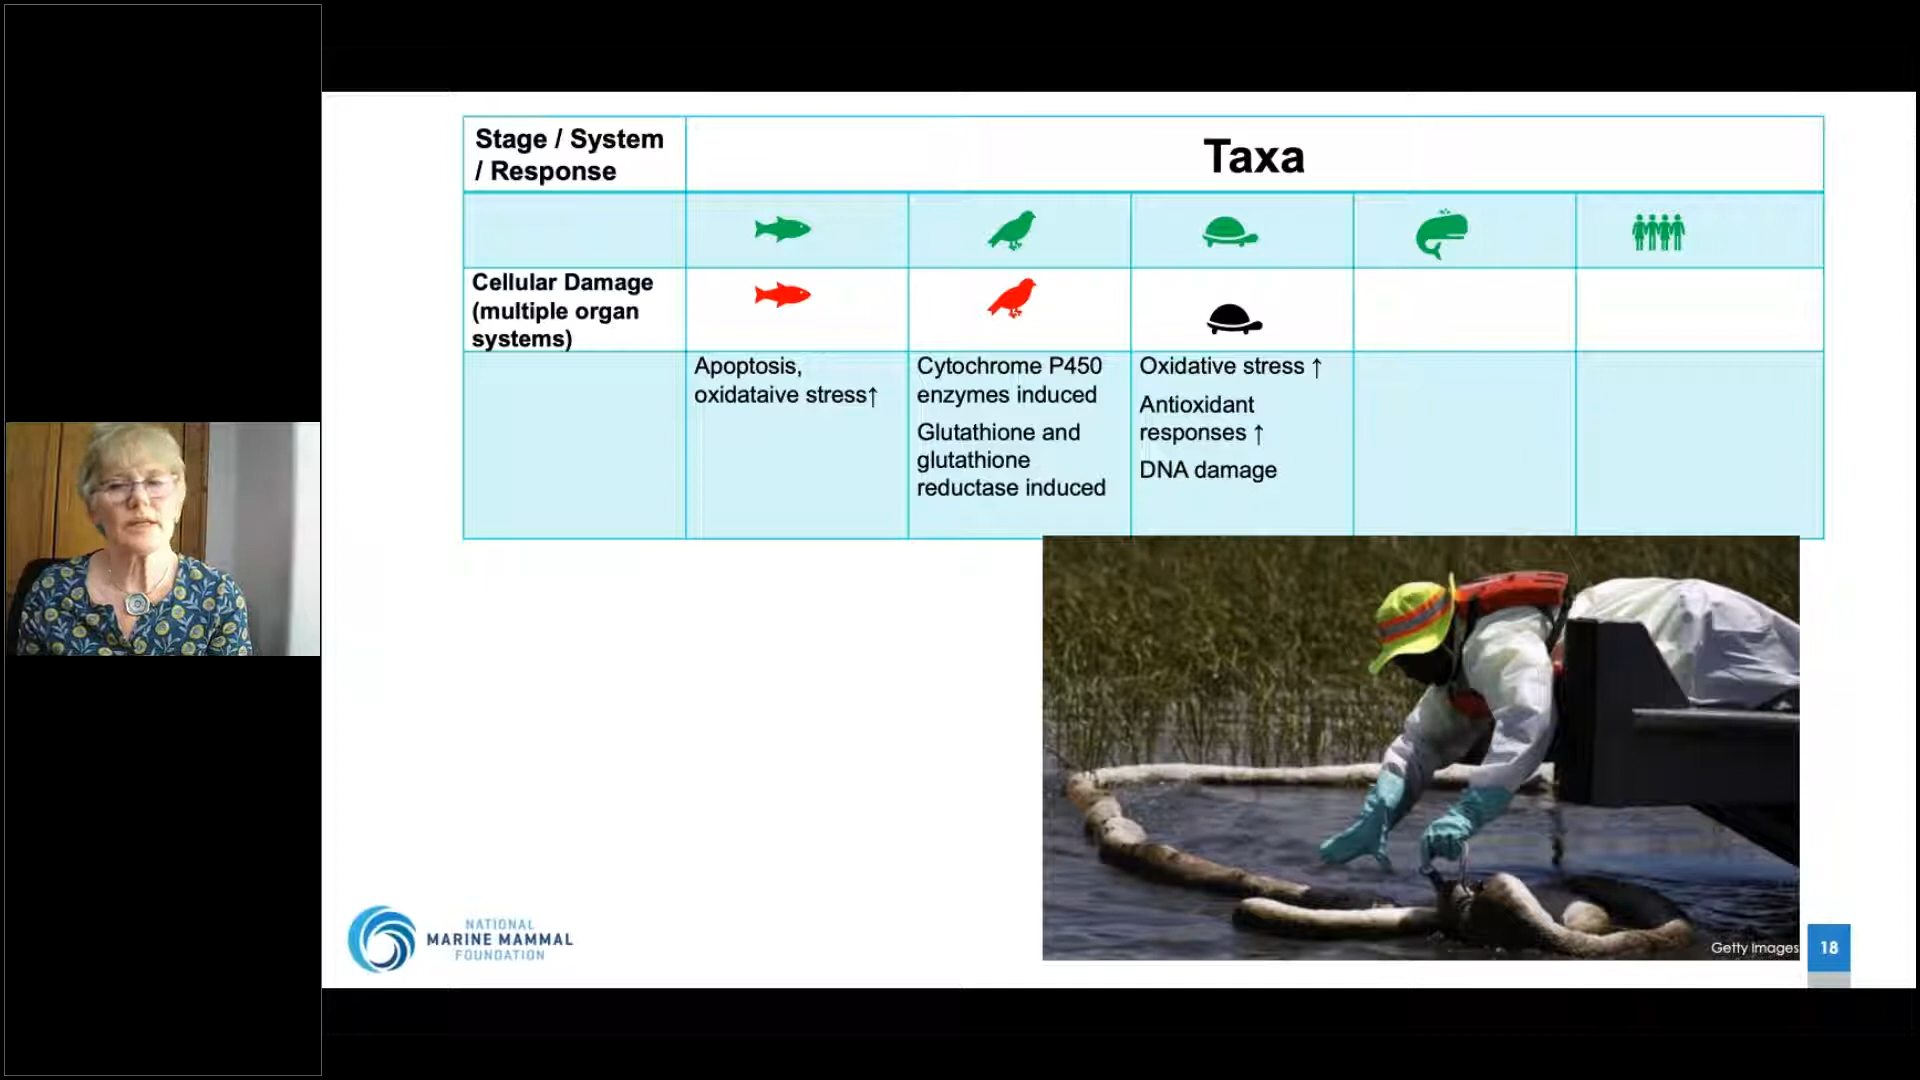 Stage / System
/ Response
Taxa
Cellular Damage
(multiple organ
systems)
Apoptosis,
oxidataive stress↑
Cytochrome P450
enzymes induced
Glutathione and
glutathione
reductase induced
Oxidative stress ↑
Antioxidant
responses ↑
DNA damage
NATIONAL
MARINE MAMMAL
FOUNDATION
Getty Images
18